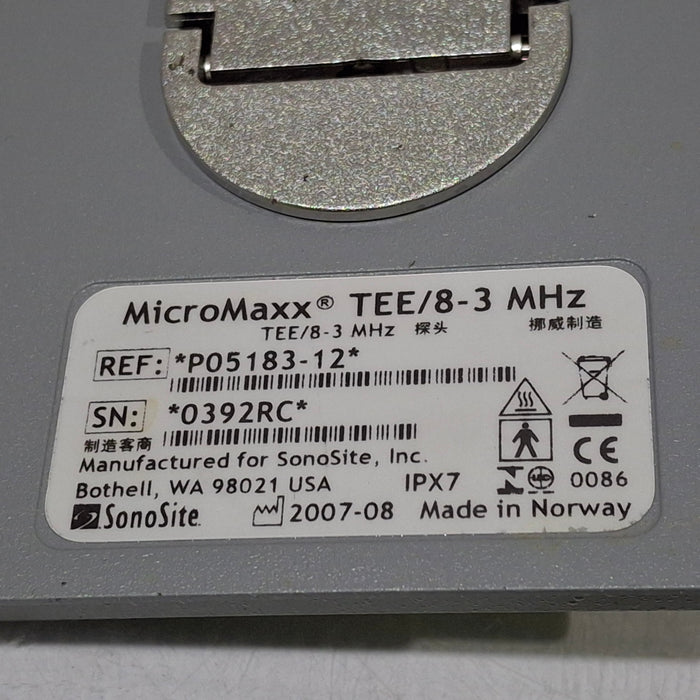 MicroMaxx® TEE/8-3 MHz
TEE/8-3 MHz 探头 挪威制造
REF: *P05183-12*
SN: *0392RC*
制造客商
Manufactured for SonoSite, Inc.
Bothell, WA 98021 USA IPX7
CE 0086
SonoSite 2007-08 Made in Norway